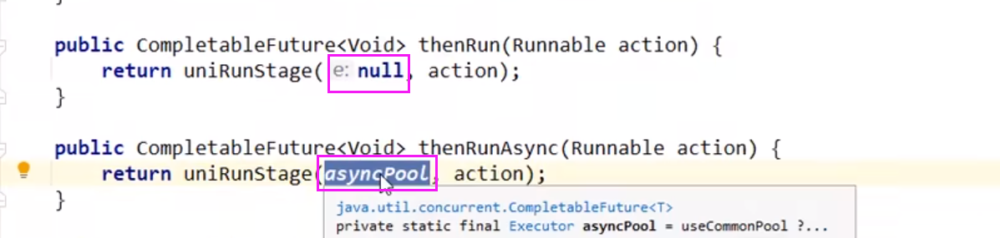 }
public CompletableFuture<Void> thenRun(Runnable action) {
return uniRunStage( e: null, action);
}
public CompletableFuture<Void> thenRunAsync(Runnable action) {
return uniRunStage(asyncPool, action);
}
java.util.concurrent.CompletableFuture<T>
private static final Executor asyncPool = useCommonPool ?...